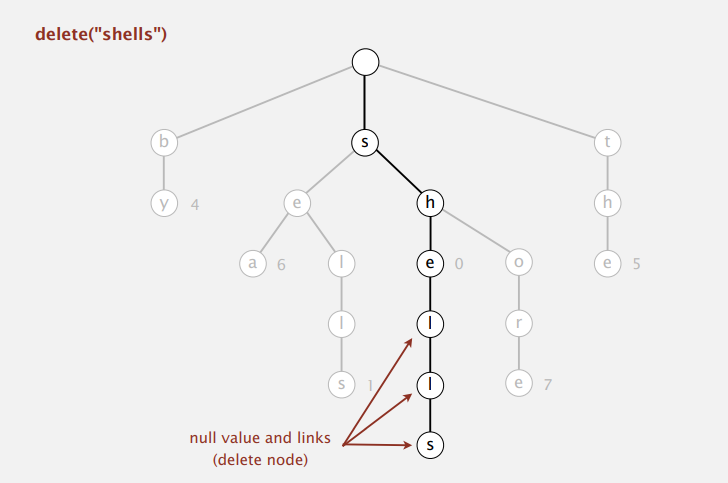 delete("shells")
b
s
t
y 4
e
h
h
a 6
l
e 0
o
e 5
l
l
r
s 1
l
e 7
null value and links
(delete node)
s